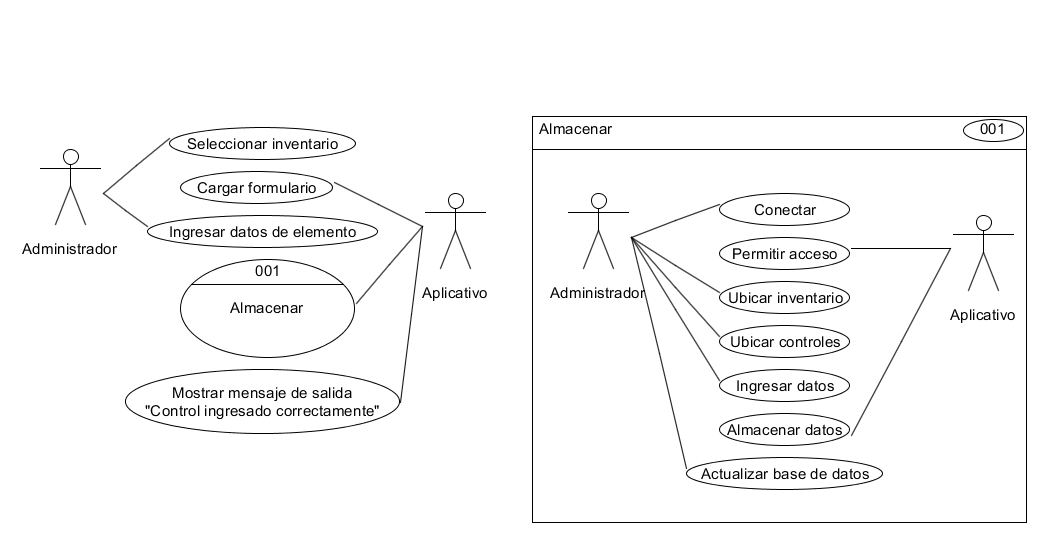 Seleccionar inventario
Cargar formulario
Ingresar datos de elemento
Administrador
001
Almacenar
Aplicativo
Mostrar mensaje de salida
"Control ingresado correctamente"
Almacenar
001
Conectar
Permitir acceso
Administrador
Ubicar inventario
Aplicativo
Ubicar controles
Ingresar datos
Almacenar datos
Actualizar base de datos